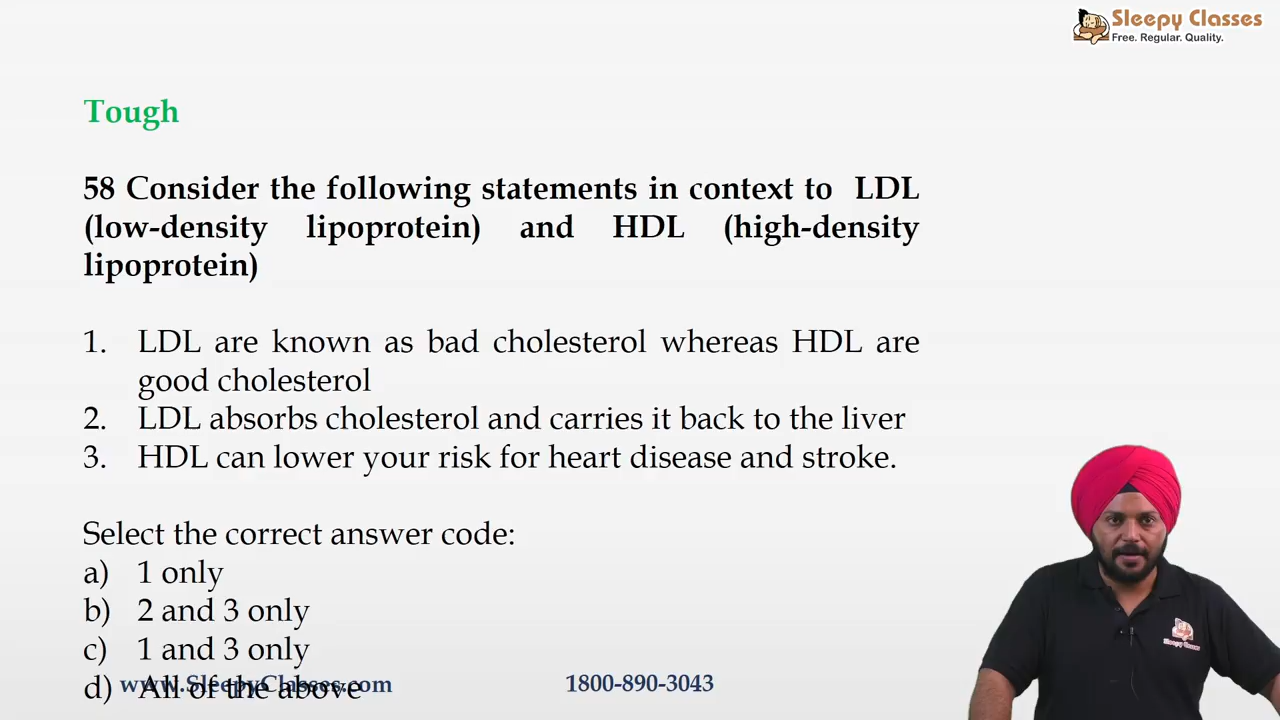 Sleepy Classes
Free. Regular. Quality.
Tough
58 Consider the following statements in context to LDL
(low-density lipoprotein) and HDL (high-density
lipoprotein)
1. LDL are known as bad cholesterol whereas HDL are
good cholesterol
2. LDL absorbs cholesterol and carries it back to the liver
3. HDL can lower your risk for heart disease and stroke.
Select the correct answer code:
a) 1 only
b) 2 and 3 only
c) 1 and 3 only
d) All of the above
www.SleepyClasses.com 1800-890-3043
Sleepy Classes